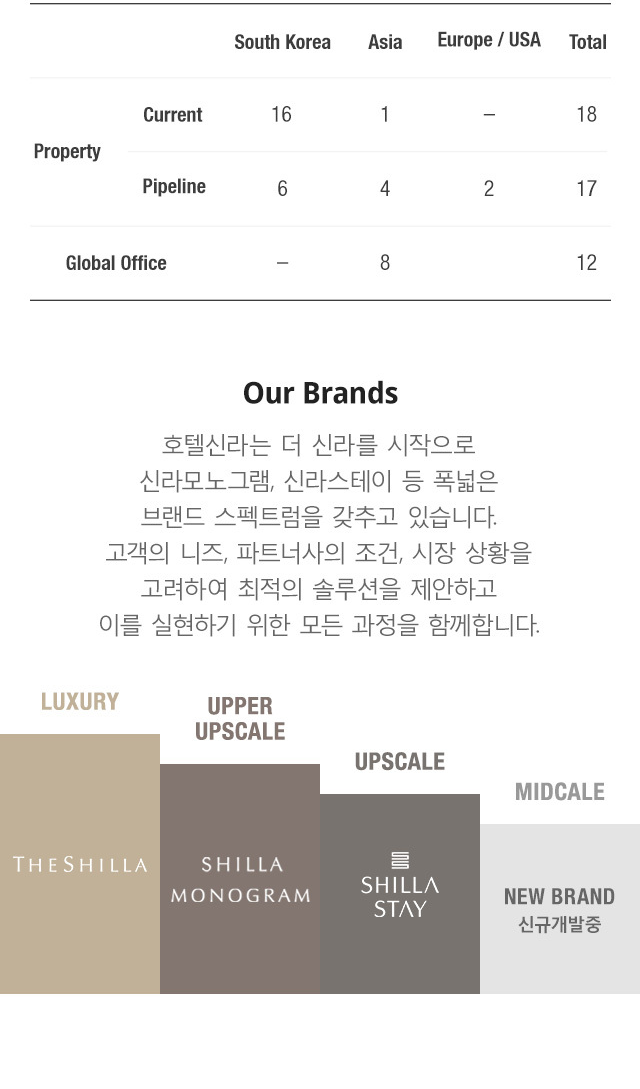 South Korea Asia Europe / USA Total
Property
Current 16 1 – 18
Pipeline 6 4 2 17
Global Office – 8 12
Our Brands
호텔신라는 더 신라를 시작으로
신라모노그램, 신라스테이 등 폭넓은
브랜드 스펙트럼을 갖추고 있습니다.
고객의 니즈, 파트너사의 조건, 시장 상황을
고려하여 최적의 솔루션을 제안하고
이를 실현하기 위한 모든 과정을 함께합니다.
LUXURY
UPPER
UPSCALE
UPSCALE
MIDCALE
THESHILLA
SHILLA
MONOGRAM
SHILLA
STAY
NEW BRAND
신규개발중